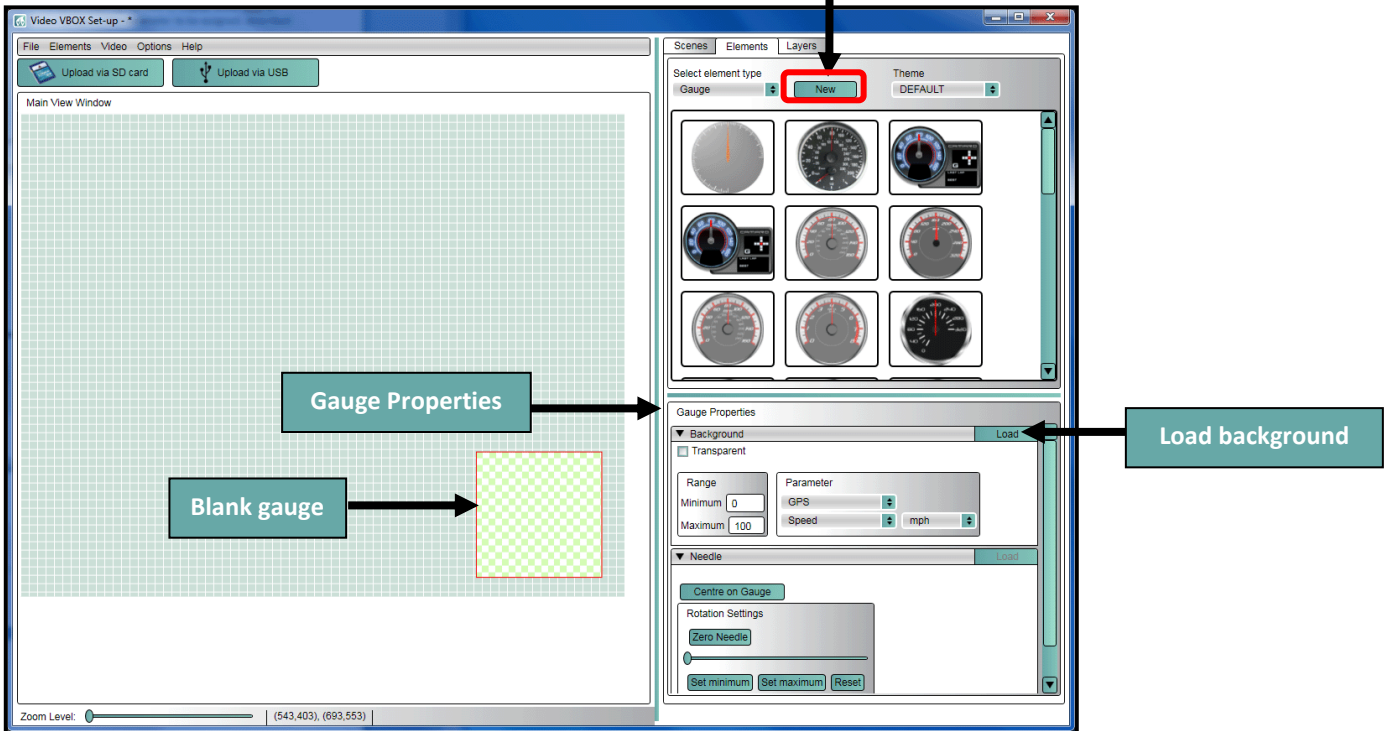 Video VBOX Set-up - *
File Elements Video Options Help
Upload via SD card
Upload via USB
Main View Window
Scenes Elements Layers
Select element type
Theme
Gauge
New
DEFAULT
Gauge Properties
Blank gauge
Load background
Gauge Properties
Background
Load
Transparent
Range
Parameter
Minimum 0
GPS
Maximum 100
Speed
mph
Needle
Load
Centre on Gauge
Rotation Settings
Zero Needle
Set minimum Set maximum Reset
Zoom Level: (543,403), (693,553)